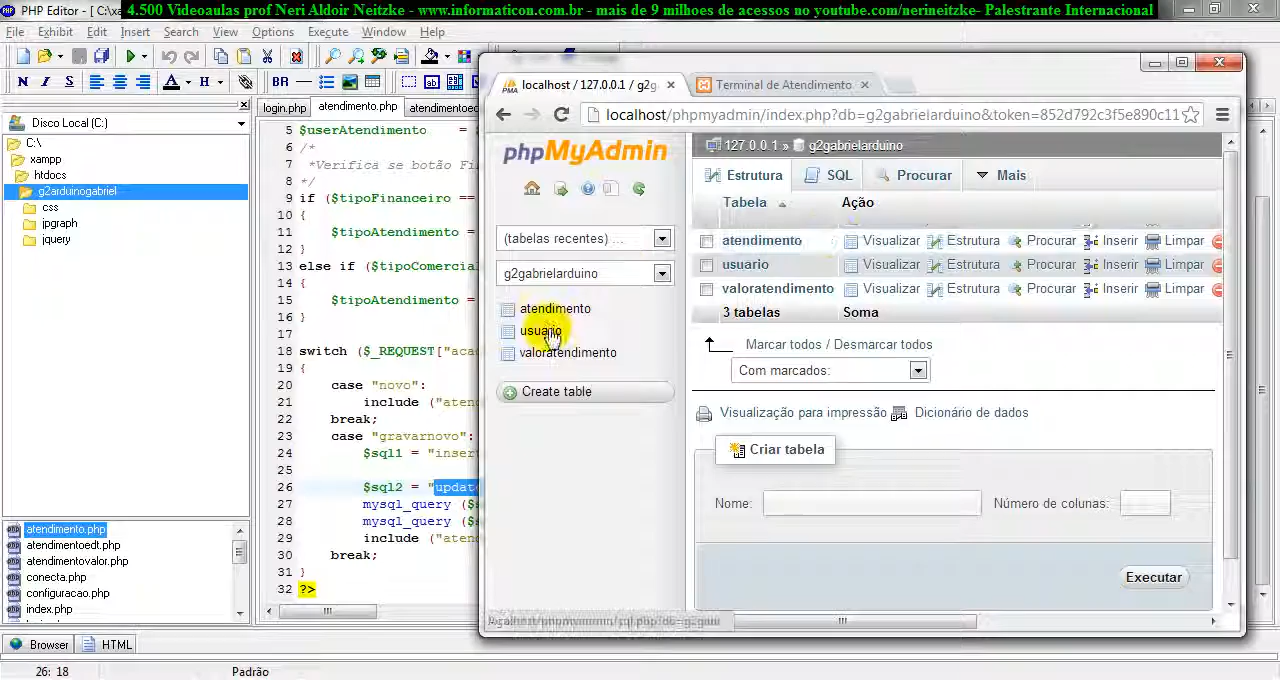 PHP Editor - [C:\xa
4.500 Videoaulas prof Neri Aldoir Neitzke - www.informaticon.com.br - mais de 9 milhoes de acessos no youtube.com/nerineitzke- Palestrante Internacional
File Exhibit Edit Insert Search View Options Execute Window Help
N I S A H BR
Disco Local (C:)
C:\
xampp
htdocs
g2arduinogabriel
css
jpgraph
jquery
atendimento.php
atendimentoedt.php
atendimentovalor.php
conecta.php
configuracao.php
index.php
Browser HTML
26: 18 Padrão
login.php atendimento.php atendimentoed
5 $userAtendimento =
6 /*
7 *Verifica se botão Fi
8 */
9 if ($tipoFinanceiro ==
10 {
11 $tipoAtendimento =
12 }
13 else if ($tipoComercia
14 {
15 $tipoAtendimento =
16 }
17
18 switch ($_REQUEST["aca
19 {
20 case "novo":
21 include ("aten
22 break;
23 case "gravarnovo":
24 $sql1 = "inser
25
26 $sql2 = "updat
27 mysql_query ($
28 mysql_query ($
29 include ("aten
30 break;
31 }
32 ?>
localhost / 127.0.0.1 / g2g
Terminal de Atendimento
localhost/phpmyadmin/index.php?db=g2gabrielarduino&token=852d792c3f5e890c11
phpMyAdmin
(tabelas recentes) ...
g2gabrielarduino
atendimento
usuario
valoratendimento
Create table
127.0.0.1 » g2gabrielarduino
Estrutura SQL Procurar Mais
Tabela Ação
atendimento Visualizar Estrutura Procurar Inserir Limpar
usuario Visualizar Estrutura Procurar Inserir Limpar
valoratendimento Visualizar Estrutura Procurar Inserir Limpar
3 tabelas Soma
Marcar todos / Desmarcar todos
Com marcados:
Visualização para impressão Dicionário de dados
Criar tabela
Nome: Número de colunas:
Executar